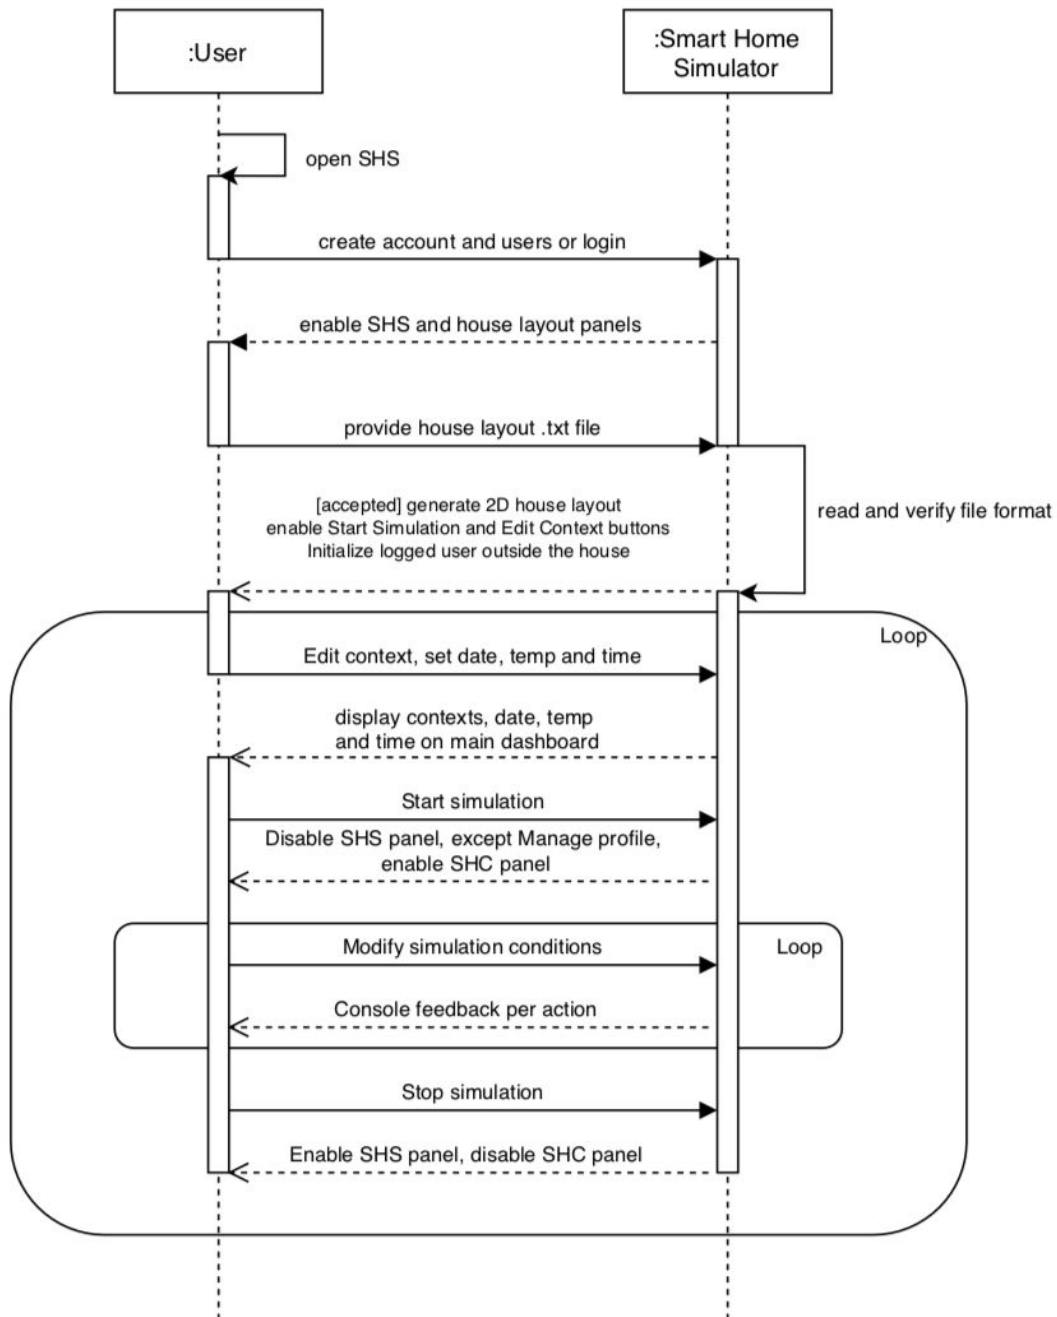 :User
:Smart Home
Simulator
open SHS
create account and users or login
enable SHS and house layout panels
provide house layout .txt file
[accepted] generate 2D house layout
enable Start Simulation and Edit Context buttons
Initialize logged user outside the house
read and verify file format
Loop
Edit context, set date, temp and time
display contexts, date, temp
and time on main dashboard
Start simulation
Disable SHS panel, except Manage profile,
enable SHC panel
Modify simulation conditions
Loop
Console feedback per action
Stop simulation
Enable SHS panel, disable SHC panel